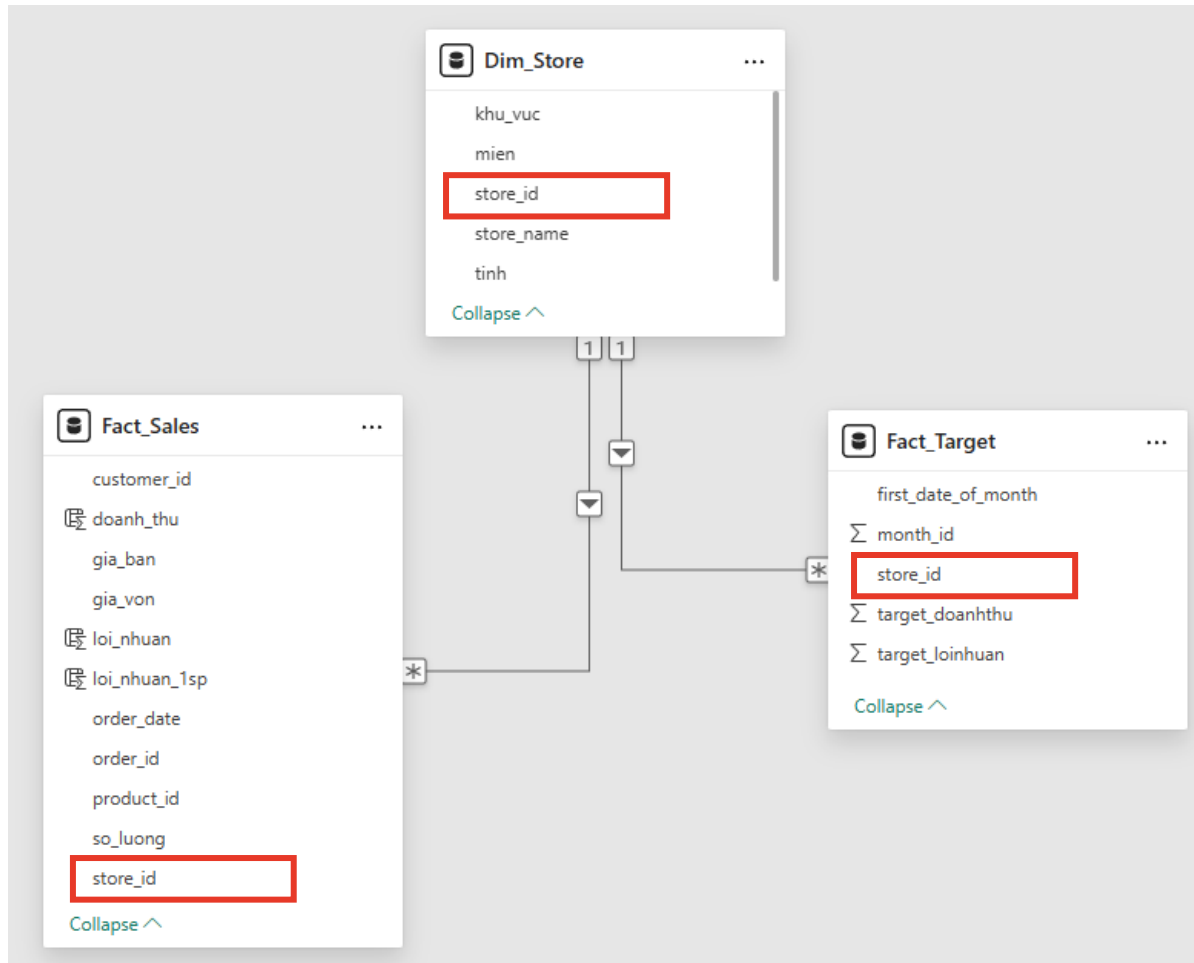 Dim_Store
...
khu_vuc
mien
store_id
store_name
tinh
Collapse
1 1
Fact_Sales
...
customer_id
doanh_thu
gia_ban
gia_von
loi_nhuan
loi_nhuan_1sp
order_date
order_id
product_id
so_luong
store_id
Collapse
*
Fact_Target
...
first_date_of_month
Σ month_id
store_id
Σ target_doanhthu
Σ target_loinhuan
Collapse
*